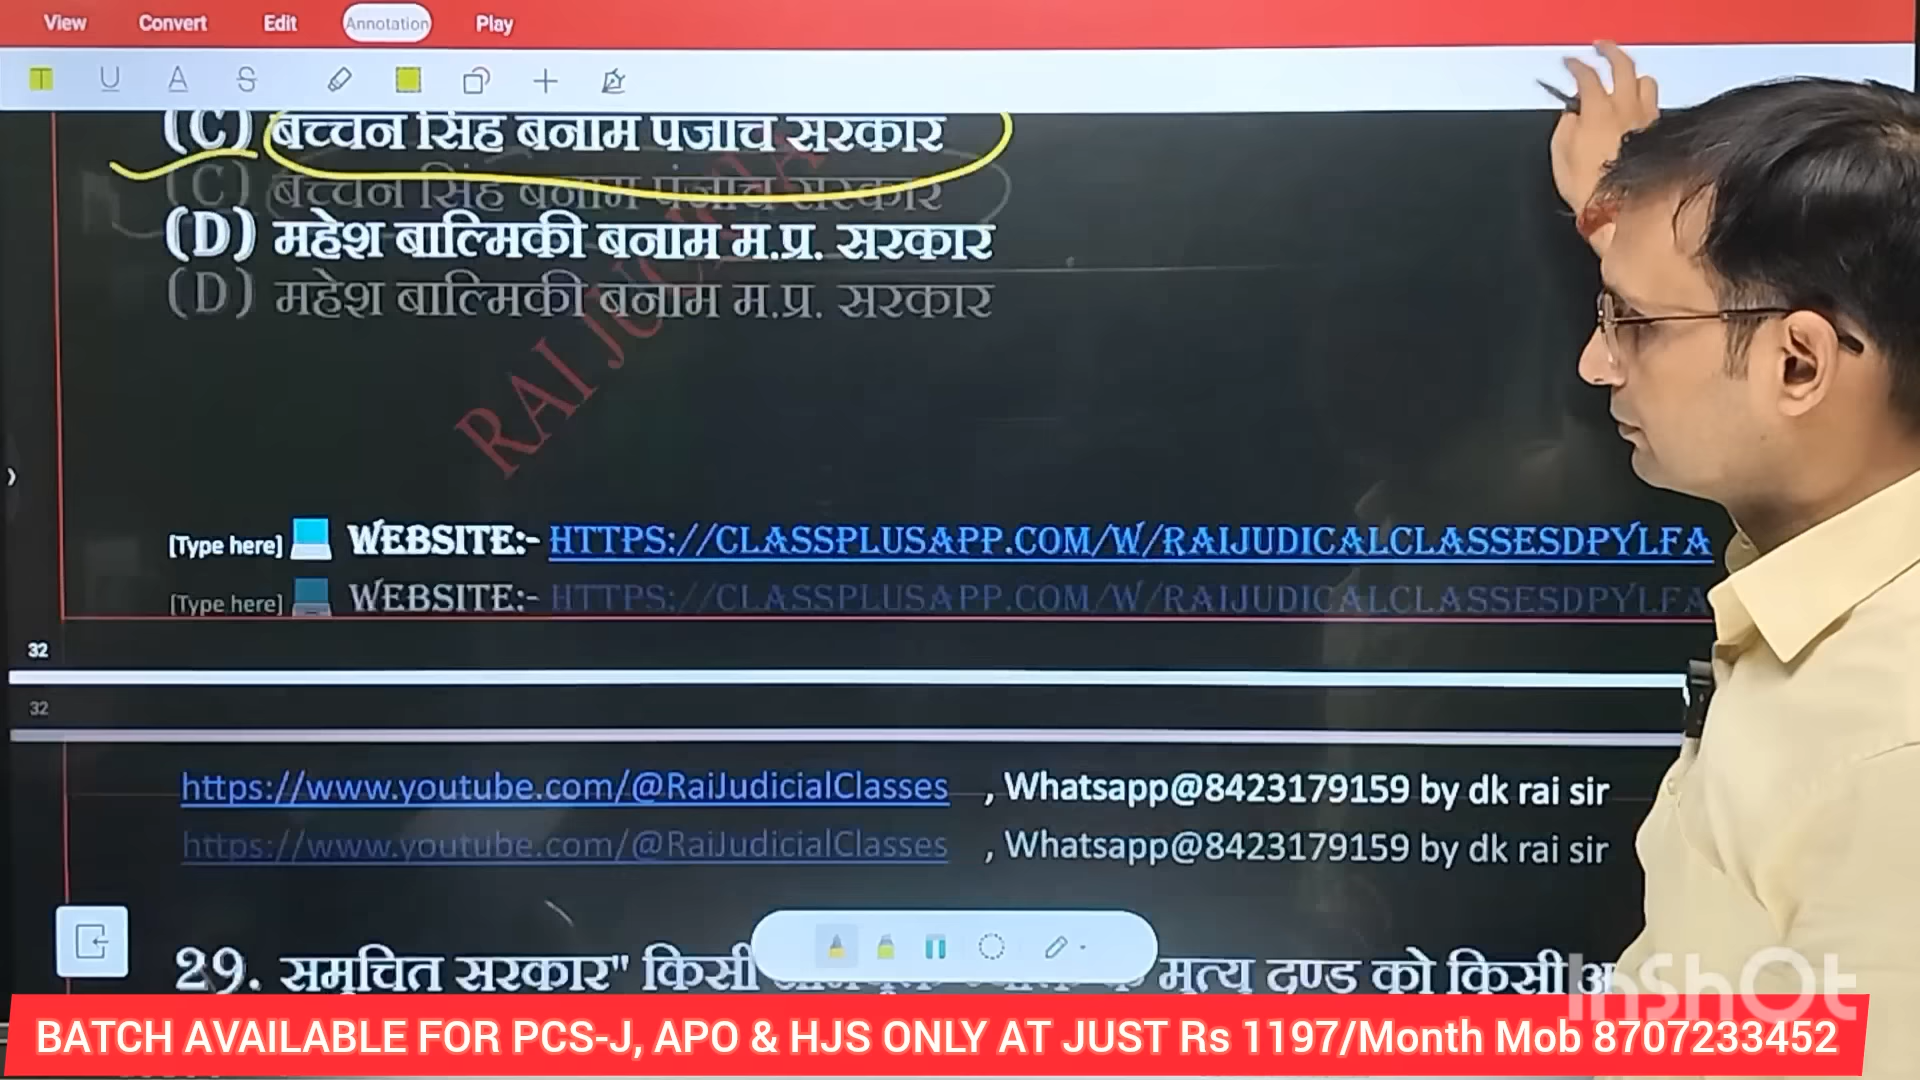 View Convert Edit Annotation Play
(C) बच्चन सिंह बनाम पंजाच सरकार
(C) बच्चन सिंह बनाम पंजाच सरकार
(D) महेश बाल्मिकी बनाम म.प्र. सरकार
(D) महेश बाल्मिकी बनाम म.प्र. सरकार
[Type here] WEBSITE:- HTTPS://CLASSPLUSAPP.COM/W/RAIJUDICALCLASSESDPYLFA
[Type here] WEBSITE:- HTTPS://CLASSPLUSAPP.COM/W/RAIJUDICALCLASSESDPYLFA
32
32
https://www.youtube.com/@RaiJudicialClasses , Whatsapp@8423179159 by dk rai sir
https://www.youtube.com/@RaiJudicialClasses , Whatsapp@8423179159 by dk rai sir
29. समुचित सरकार" किसी मृत्यु दण्ड को किसी
InShOt
BATCH AVAILABLE FOR PCS-J, APO & HJS ONLY AT JUST Rs 1197/Month Mob 8707233452